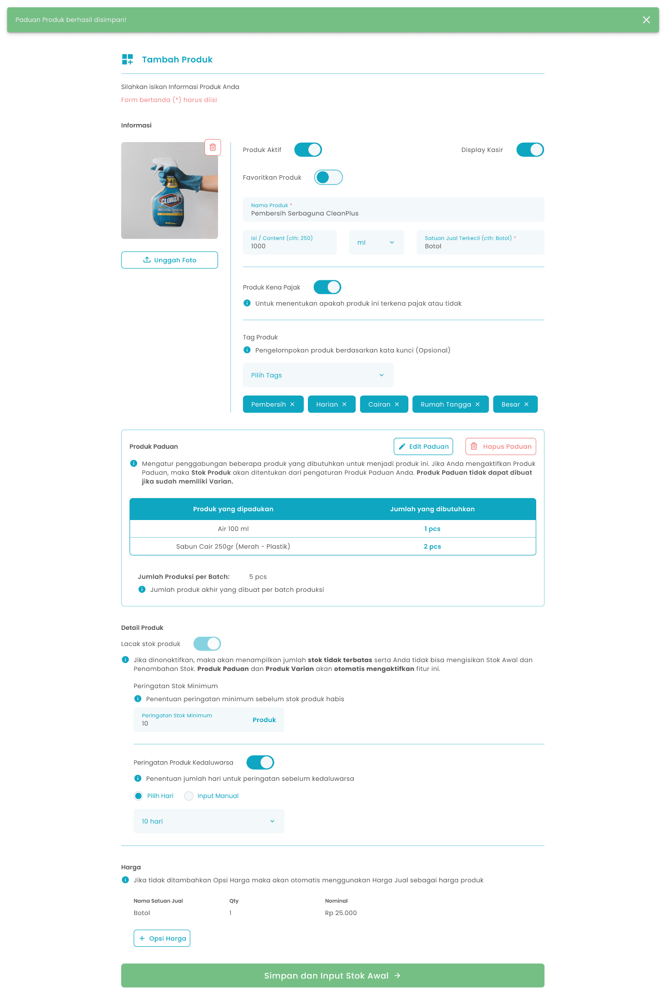 Paduan Produk berhasil disimpan!
Tambah Produk
Silahkan isikan Informasi Produk Anda
Form bertanda (*) harus diisi
Informasi
40
CLOROX
Unggah Foto
Produk Aktif
Display Kasir
Favoritkan Produk
Nama Produk *
Pembersih Serbaguna CleanPlus
Isi / Content (cth: 250)
1000
ml
Satuan Jual Terkecil (cth: Botol) *
Botol
Produk Kena Pajak
Untuk menentukan apakah produk ini terkena pajak atau tidak
Tag Produk
Pengelompokan produk berdasarkan kata kunci (Opsional)
Pilih Tags
Pembersih
Harian
Cairan
Rumah Tangga
Besar
Produk Paduan
Edit Paduan
Hapus Paduan
Mengatur penggabungan beberapa produk yang dibutuhkan untuk menjadi produk ini. Jika Anda mengaktifkan Produk
Paduan, maka Stok Produk akan ditentukan dari pengaturan Produk Paduan Anda. Produk Paduan tidak dapat dibuat
jika sudah memiliki Varian.
Produk yang dipadukan
Jumlah yang dibutuhkan
Air 100 ml
1 pcs
Sabun Cair 250gr (Merah - Plastik)
2 pcs
Jumlah Produksi per Batch:
5 pcs
Jumlah produk akhir yang dibuat per batch produksi
Detail Produk
Lacak stok produk
Jika dinonaktifkan, maka akan menampilkan jumlah stok tidak terbatas serta Anda tidak bisa mengisikan Stok Awal dan
Penambahan Stok. Produk Paduan dan Produk Varian akan otomatis mengaktifkan fitur ini.
Peringatan Stok Minimum
Penentuan peringatan minimum sebelum stok produk habis
Peringatan Stok Minimum
10
Produk
Peringatan Produk Kedaluwarsa
Penentuan jumlah hari untuk peringatan sebelum kedaluwarsa
Pilih Hari
Input Manual
10 hari
Harga
Jika tidak ditambahkan Opsi Harga maka akan otomatis menggunakan Harga Jual sebagai harga produk
Nama Satuan Jual
Qty
Nominal
Botol
1
Rp 25.000
Opsi Harga
Simpan dan Input Stok Awal